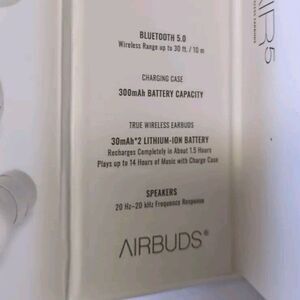 BLUETOOTH 5.0
Wireless Range up to 30 ft. / 10 m
CHARGING CASE
300mAh BATTERY CAPACITY
TRUE WIRELESS EARBUDS
30mAh*2 LITHIUM-ION BATTERY
Recharges Completely in About 1.5 Hours
Plays up to 14 Hours of Music with Charge Case
SPEAKERS
20 Hz-20 kHz Frequency Response
AIRBUDS®